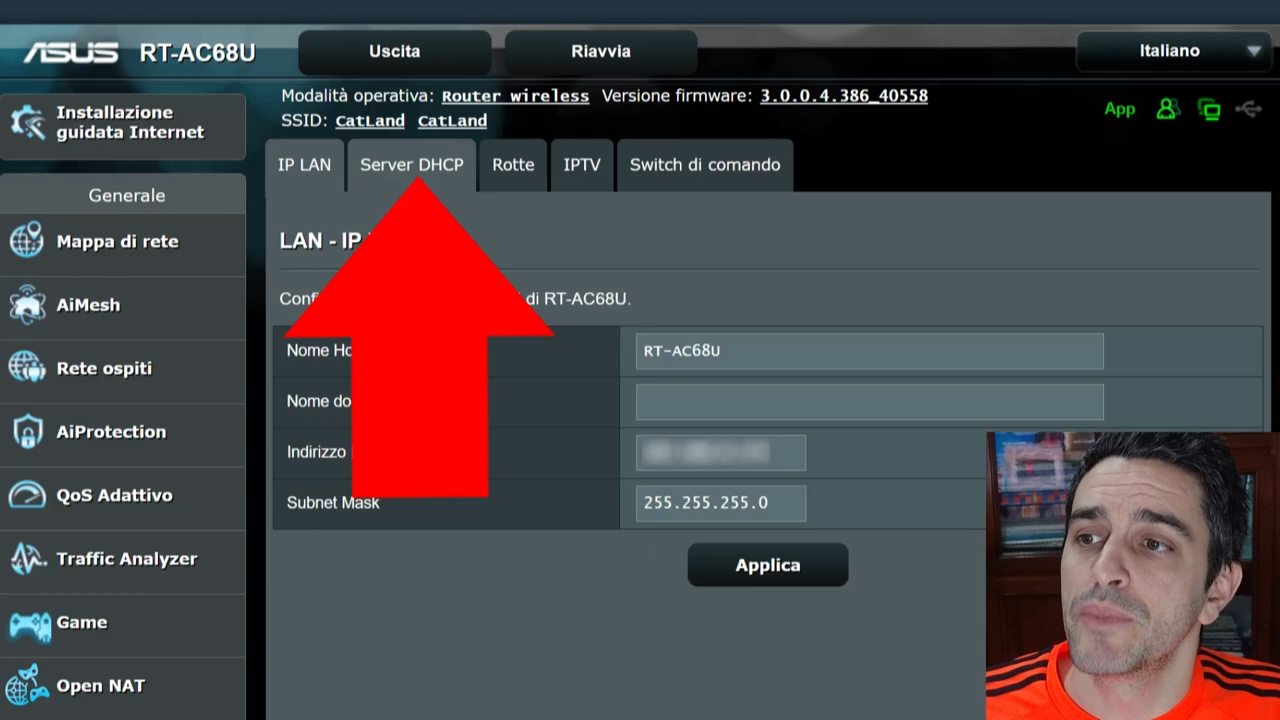 ASUS RT-AC68U
Uscita
Riavvia
Italiano
Modalità operativa: Router wireless Versione firmware: 3.0.0.4.386_40558
SSID: CatLand CatLand
App
Installazione
guidata Internet
Generale
Mappa di rete
AiMesh
Rete ospiti
AiProtection
QoS Adattivo
Traffic Analyzer
Game
Open NAT
IP LAN
Server DHCP
Rotte
IPTV
Switch di comando
LAN - IP
di RT-AC68U.
Nome
RT-AC68U
Nome
Indirizzo
Subnet Mask
255.255.255.0
Applica